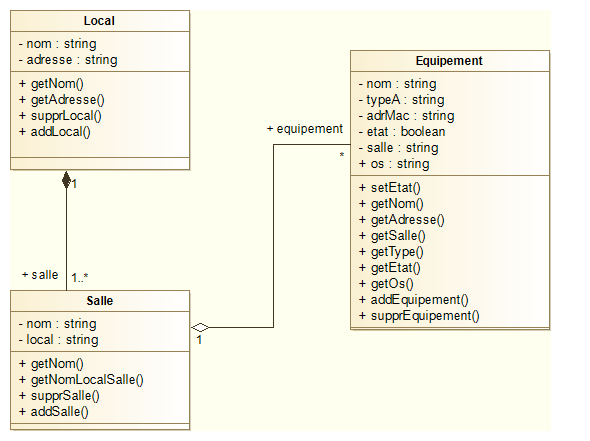 Local
- nom : string
- adresse : string
+ getNom()
+ getAdresse()
+ supprLocal()
+ addLocal()
1
+ salle
1..*
Salle
- nom : string
- local : string
+ getNom()
+ getNomLocalSalle()
+ supprSalle()
+ addSalle()
1
+ equipement
*
Equipement
- nom : string
- typeA : string
- adrMac : string
- etat : boolean
- salle : string
+ os : string
+ setEtat()
+ getNom()
+ getAdresse()
+ getSalle()
+ getType()
+ getEtat()
+ getOs()
+ addEquipement()
+ supprEquipement()